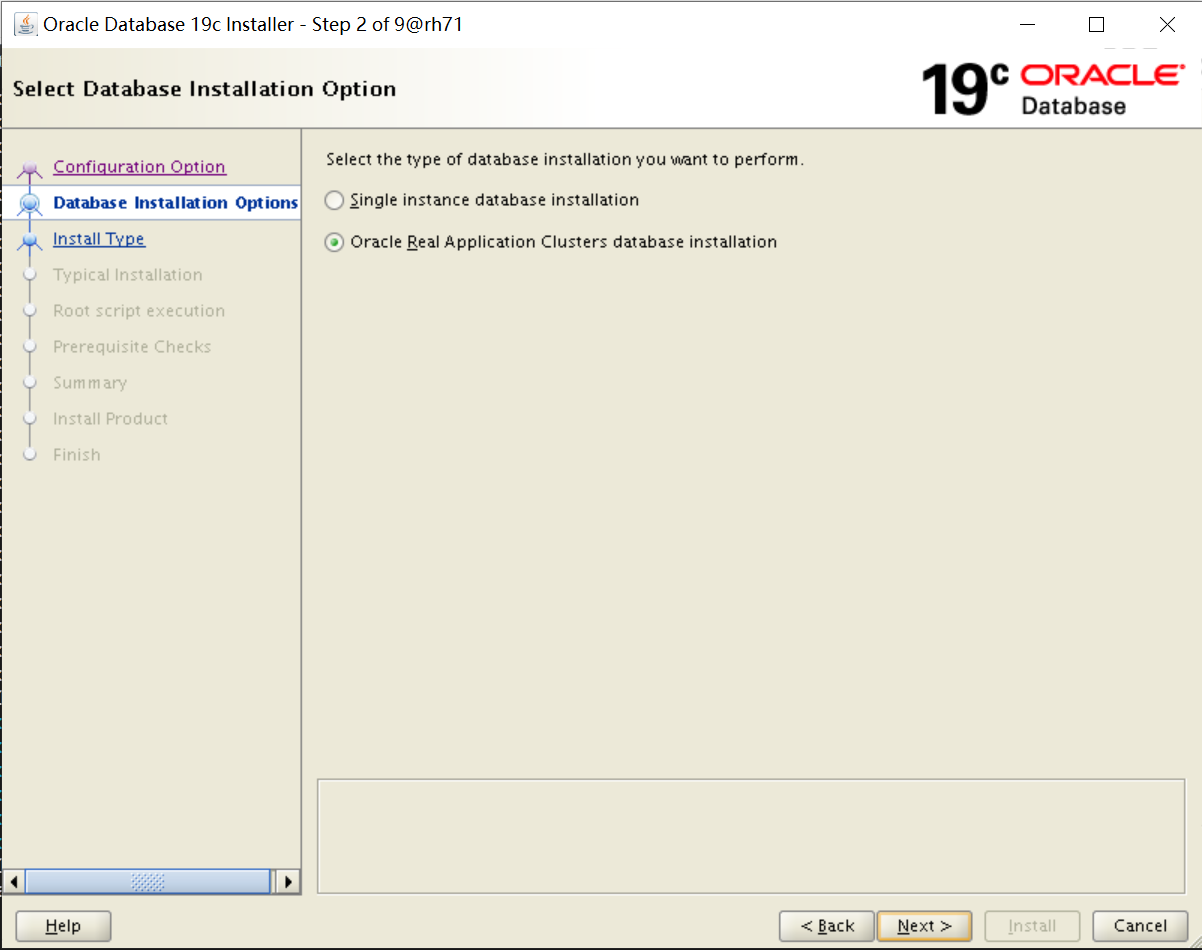 Oracle Database 19c Installer - Step 2 of 9@rh71
Select Database Installation Option
19c ORACLE
Database
Configuration Option
Database Installation Options
Install Type
Typical Installation
Root script execution
Prerequisite Checks
Summary
Install Product
Finish
Select the type of database installation you want to perform.
Single instance database installation
Oracle Real Application Clusters database installation
Help
< Back
Next >
Install
Cancel